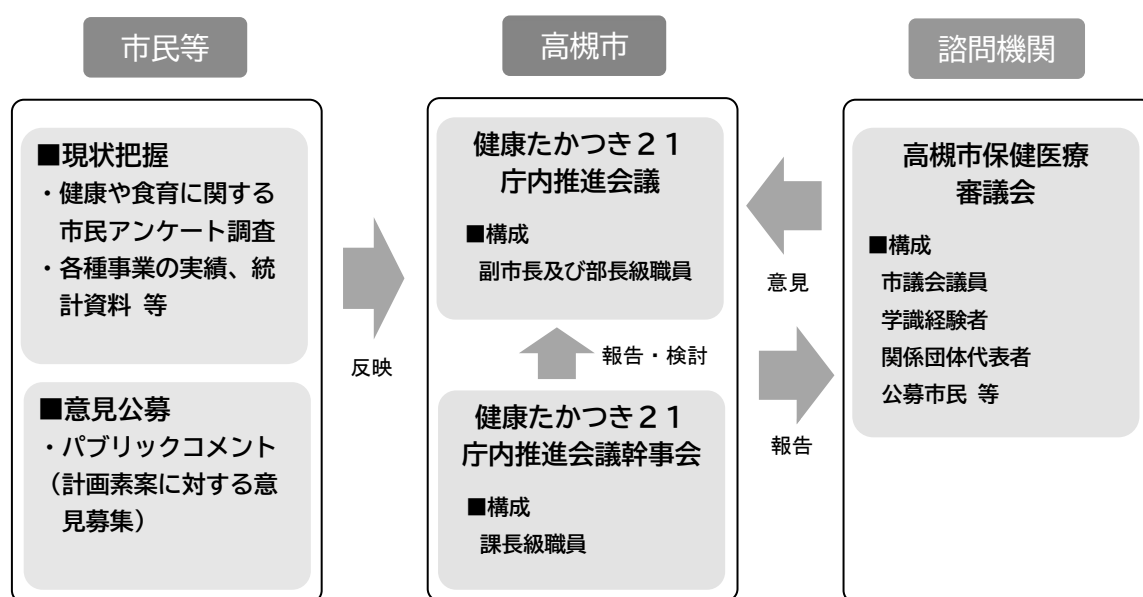 市民等
■現状把握
・健康や食育に関する
市民アンケート調査
・各種事業の実績、統
計資料 等
■意見公募
・パブリックコメント
（計画素案に対する意
見募集）
反映
高槻市
健康たかつき２１
庁内推進会議
■構成
副市長及び部長級職員
報告・検討
健康たかつき２１
庁内推進会議幹事会
■構成
課長級職員
意見
報告
諮問機関
高槻市保健医療
審議会
■構成
市議会議員
学識経験者
関係団体代表者
公募市民 等